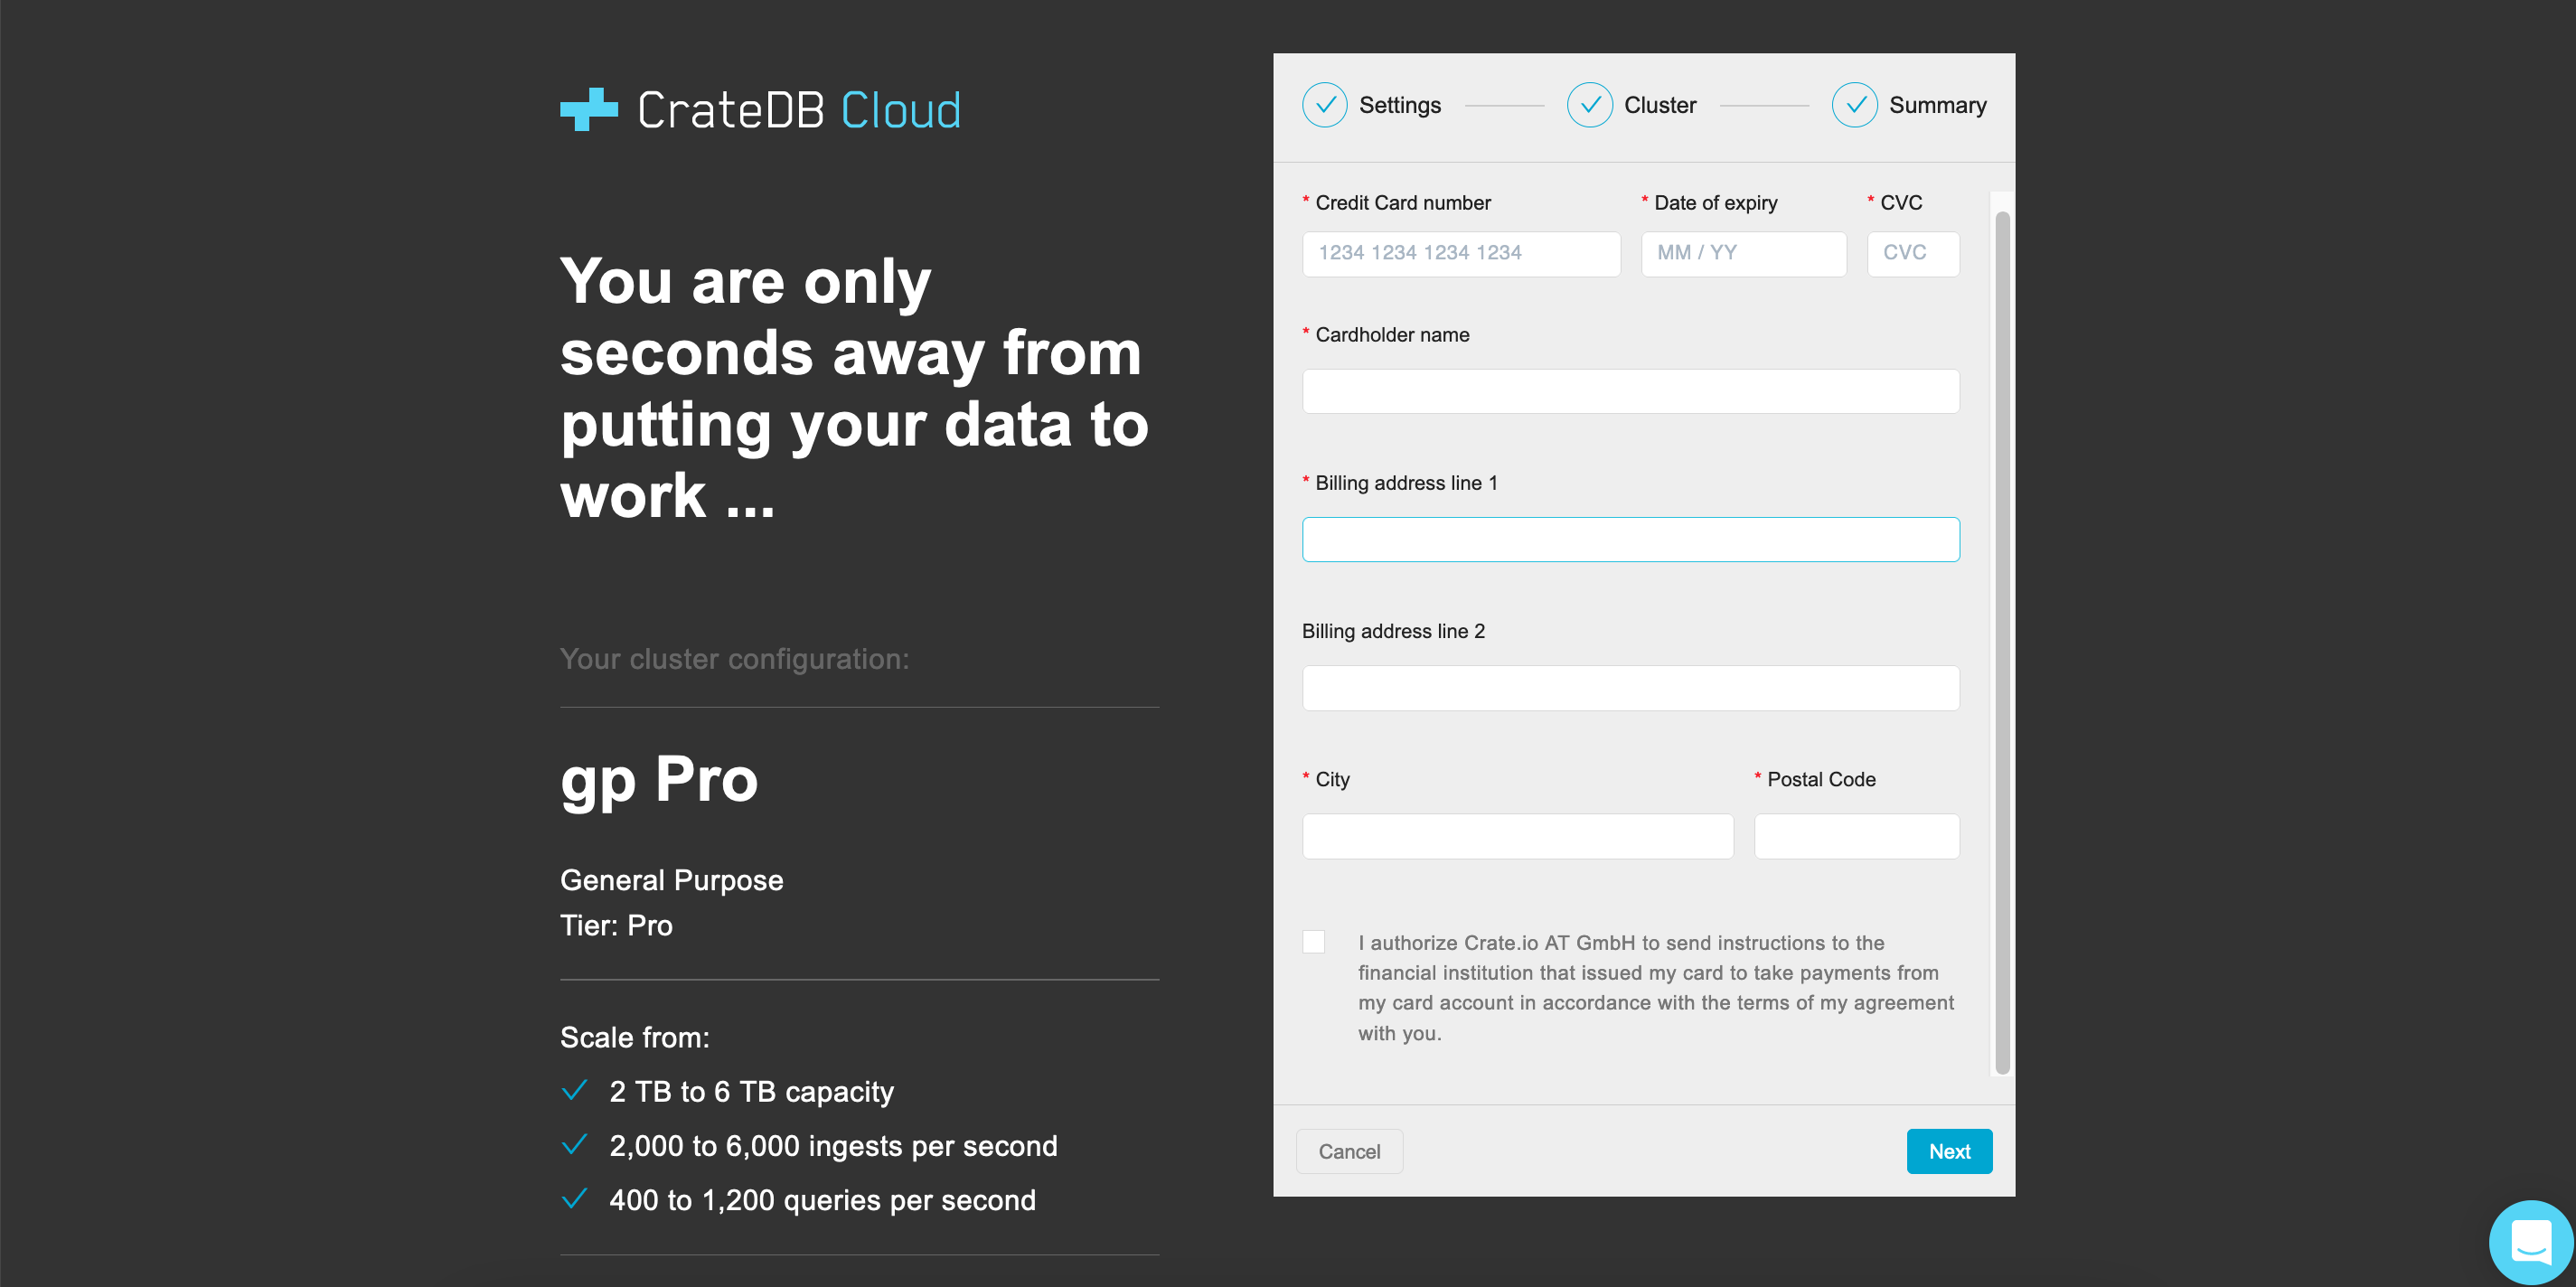 CrateDB Cloud
You are only
seconds away from
putting your data to
work ...
Your cluster configuration:
gp Pro
General Purpose
Tier: Pro
Scale from:
2 TB to 6 TB capacity
2,000 to 6,000 ingests per second
400 to 1,200 queries per second
Settings Cluster Summary
* Credit Card number * Date of expiry * CVC
1234 1234 1234 1234 MM / YY CVC
* Cardholder name
* Billing address line 1
Billing address line 2
* City * Postal Code
I authorize Crate.io AT GmbH to send instructions to the
financial institution that issued my card to take payments from
my card account in accordance with the terms of my agreement
with you.
Cancel Next